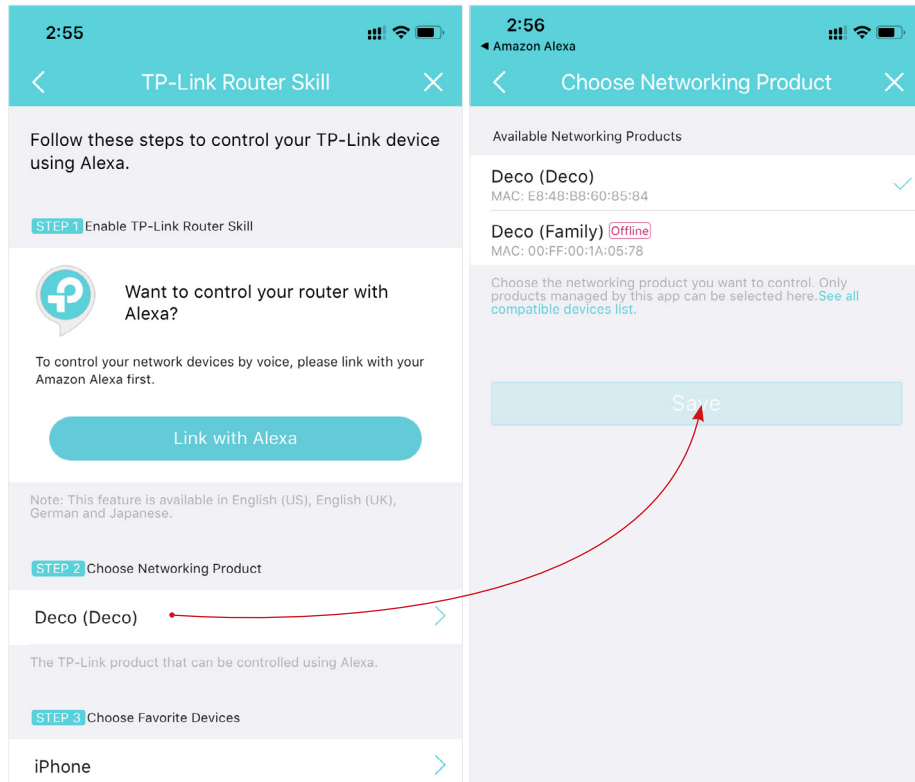 2:55
TP-Link Router Skill
Follow these steps to control your TP-Link device
using Alexa.
STEP 1 Enable TP-Link Router Skill
Want to control your router with
Alexa?
To control your network devices by voice, please link with your
Amazon Alexa first.
Link with Alexa
Note: This feature is available in English (US), English (UK),
German and Japanese.
STEP 2 Choose Networking Product
Deco (Deco)
The TP-Link product that can be controlled using Alexa.
STEP 3 Choose Favorite Devices
iPhone
2:56
Amazon Alexa
Choose Networking Product
Available Networking Products
Deco (Deco)
MAC: E8:48:B8:60:85:84
Deco (Family) Offline
MAC: 00:FF:00:1A:05:78
Choose the networking product you want to control. Only
products managed by this app can be selected here.See all
compatible devices list.
Save